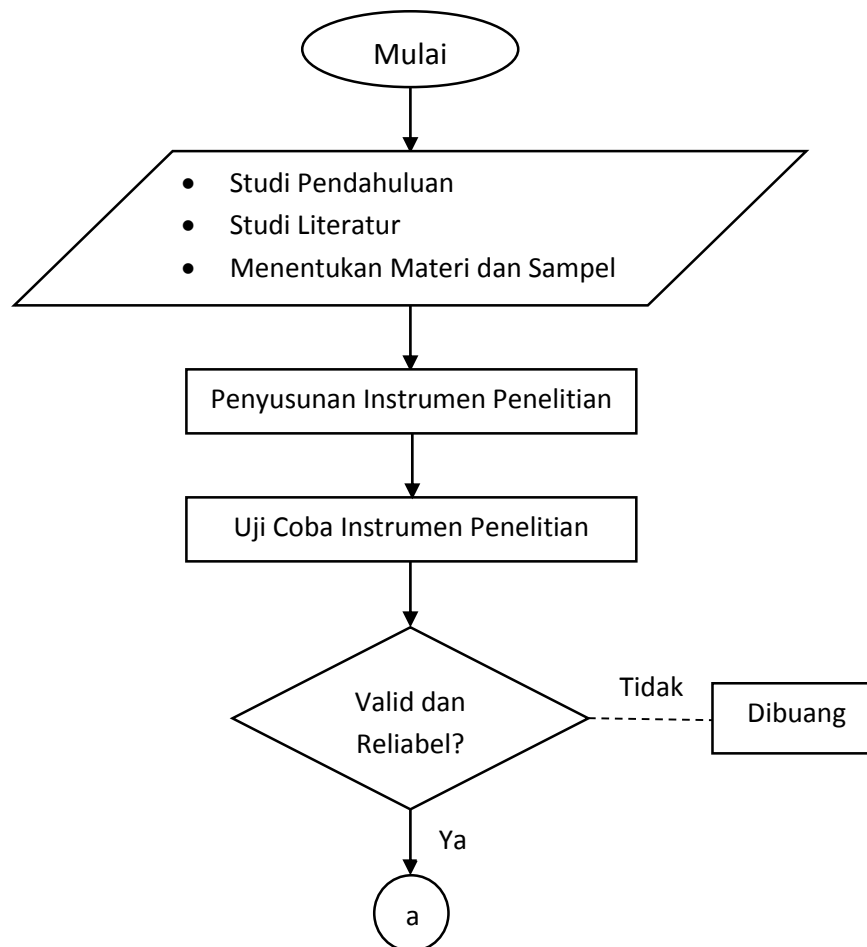 Mulai
• Studi Pendahuluan
• Studi Literatur
• Menentukan Materi dan Sampel
Penyusunan Instrumen Penelitian
Uji Coba Instrumen Penelitian
Valid dan
Reliabel?
Tidak
Dibuang
Ya
a